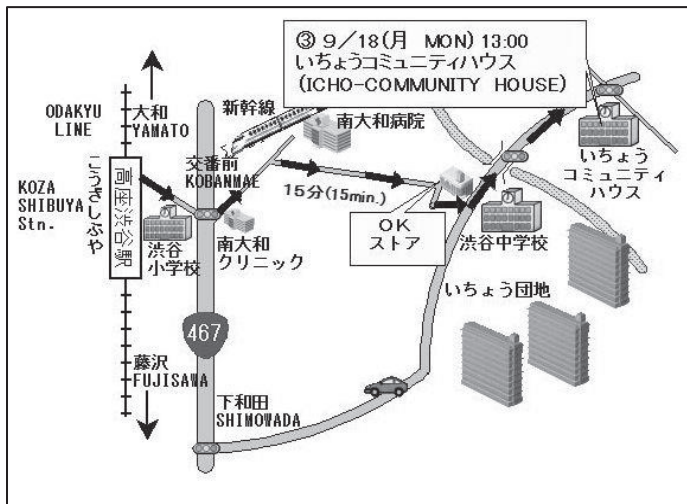 ③ 9/18(月 MON) 13:00
いちょうコミュニティハウス
(ICHO-COMMUNITY HOUSE)
ODAKYU
LINE
大和
YAMATO
新幹線
南大和病院
交番前
KOBANMAE
いちょう
コミュニティ
ハウス
KOZA
SHIBUYA
Stn.
こうざしぶや
高座渋谷駅
15分(15min.)
渋谷
小学校
南大和
クリニック
OK
ストア
渋谷中学校
いちょう団地
467
藤沢
FUJISAWA
下和田
SHIMOWADA